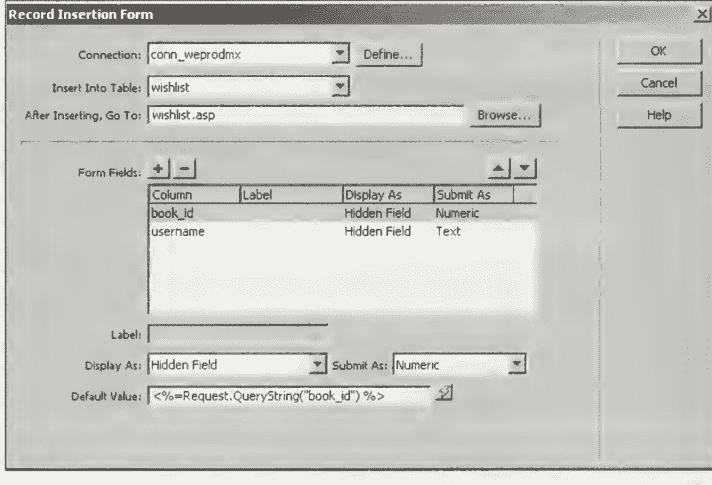 Record Insertion Form
Connection: conn_weprodmx Define... OK
Insert Into Table: wishlist Cancel
After Inserting, Go To: wishlist.asp Browse... Help
Form Fields: + −
Column Label Display As Submit As
book_id Hidden Field Numeric
username Hidden Field Text
Label:
Display As: Hidden Field Submit As: Numeric
Default Value: <%=Request.QueryString("book_id") %>